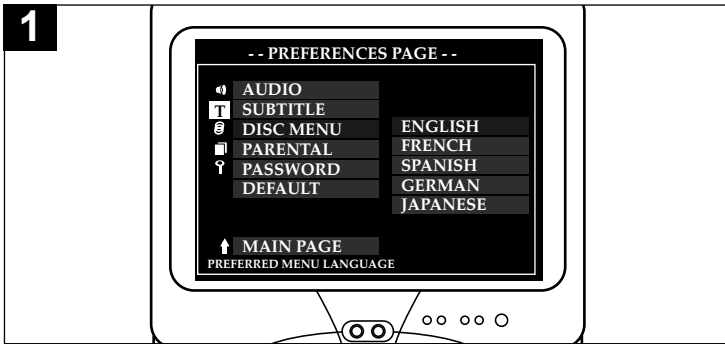 1
- - PREFERENCES PAGE - -
AUDIO
T SUBTITLE
DISC MENU
PARENTAL
PASSWORD
DEFAULT
ENGLISH
FRENCH
SPANISH
GERMAN
JAPANESE
MAIN PAGE
PREFERRED MENU LANGUAGE